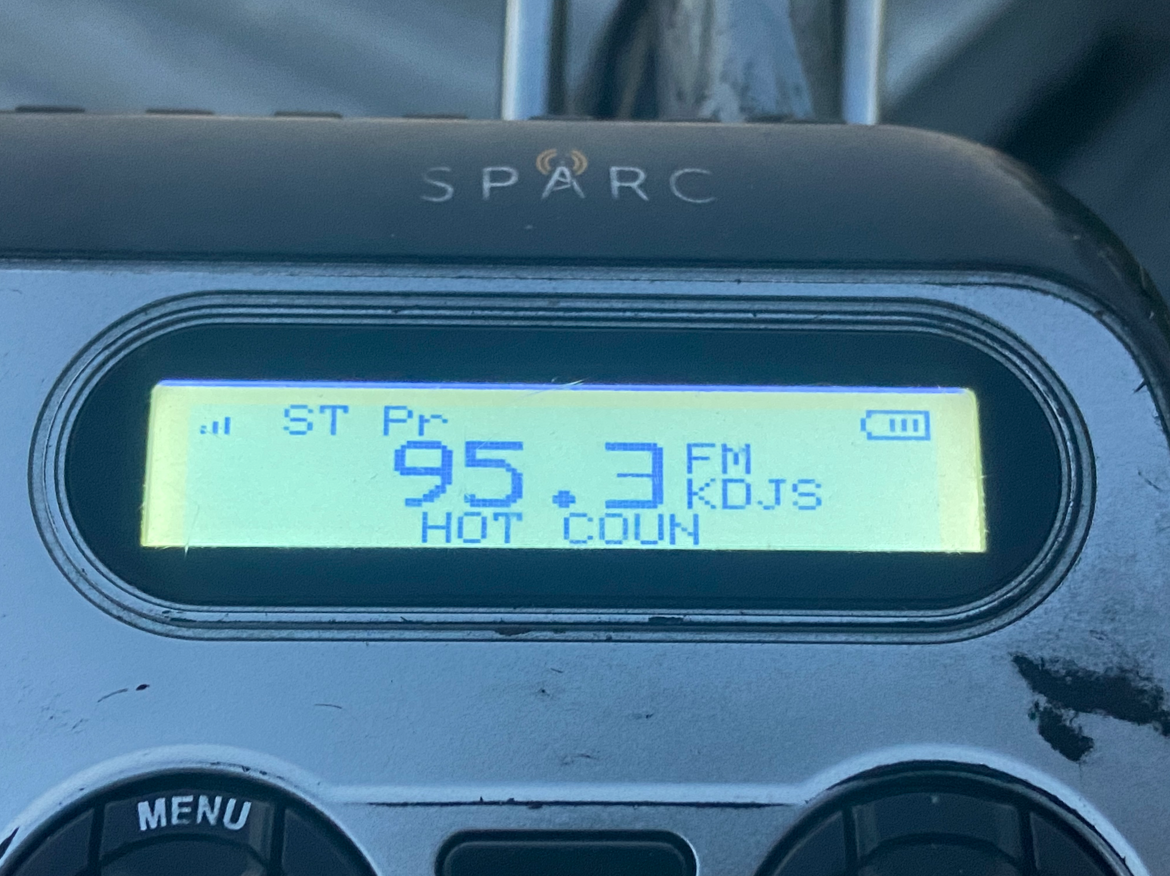 SPARC
ST Pr
95.3 FM
KDJS
HOT COUN
MENU